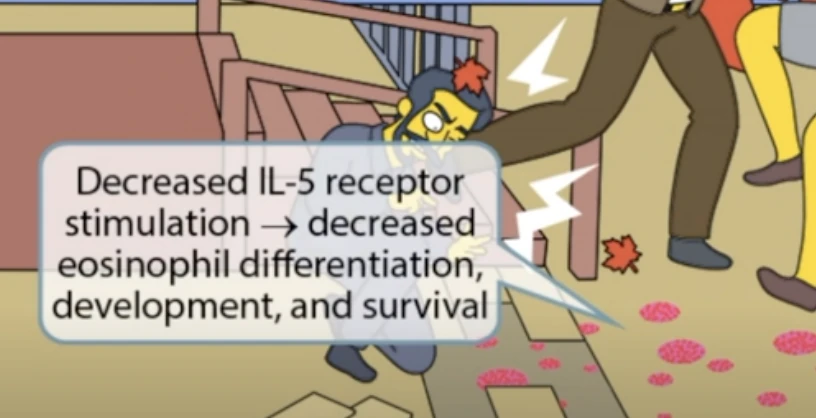 Decreased IL-5 receptor
stimulation → decreased
eosinophil differentiation,
development, and survival